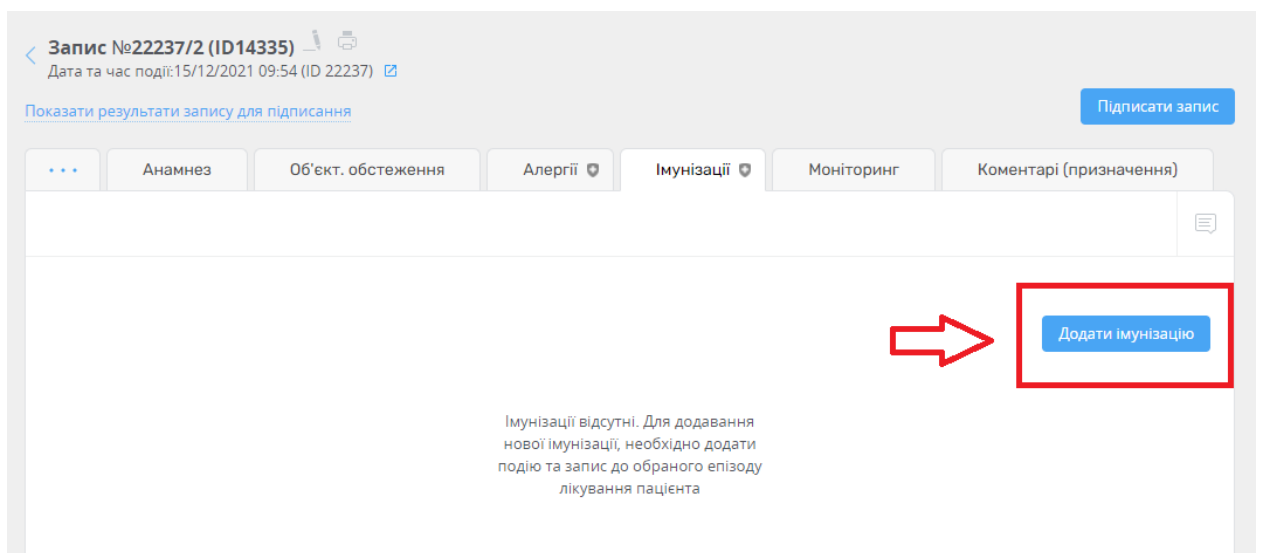 Запис №22237/2 (ID14335)
Дата та час події:15/12/2021 09:54 (ID 22237)
Показати результати запису для підписання
Підписати запис
... Анамнез Об'єкт. обстеження Алергії Імунізації Моніторинг Коментарі (призначення)
Додати імунізацію
Імунізації відсутні. Для додавання
нової імунізації, необхідно додати
подію та запис до обраного епізоду
лікування пацієнта